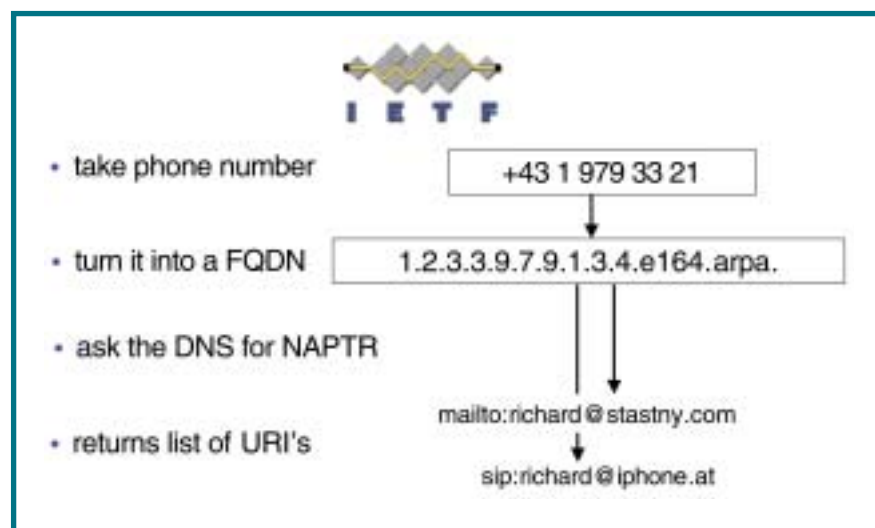 I E T F
• take phone number
+43 1 979 33 21
• turn it into a FQDN
1.2.3.3.9.7.9.1.3.4.e164.arpa.
• ask the DNS for NAPTR
mailto:richard@stastny.com
• returns list of URI's
sip:richard@iphone.at